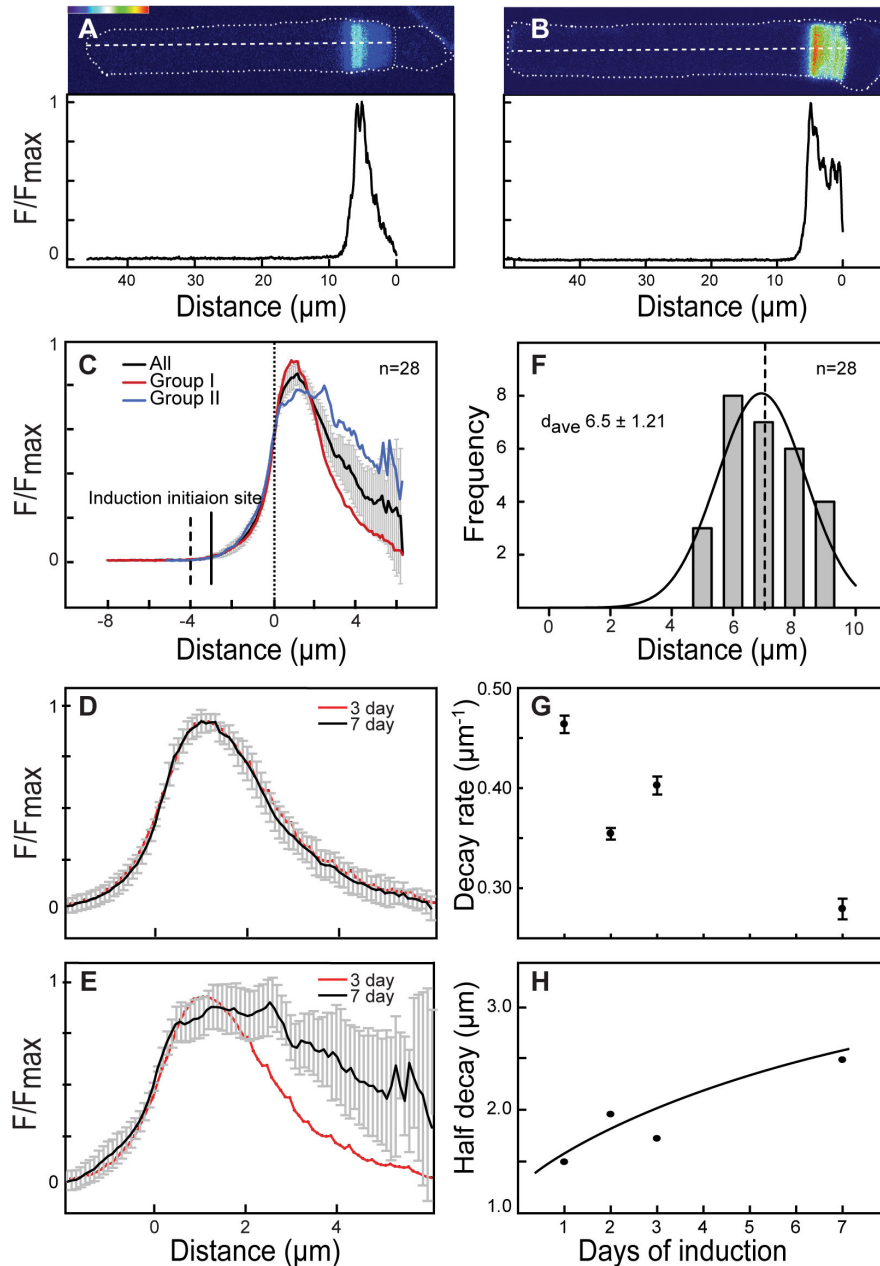 A
B
F/Fmax
1
0
40
30
20
10
0
Distance (µm)
40
30
20
10
0
Distance (µm)
C
All
Group I
Group II
n=28
Induction initiaion site
F/Fmax
1
0
-8
-4
0
4
Distance (µm)
F
n=28
dave 6.5 ± 1.21
Frequency
8
6
4
2
0
2
4
6
8
10
Distance (µm)
D
3 day
7 day
F/Fmax
1
0
0
2
4
G
Decay rate (µm-1)
0.50
0.40
0.30
E
3 day
7 day
F/Fmax
1
0
0
2
4
Distance (µm)
H
Half decay (µm)
3.0
2.0
1.0
1
2
3
4
5
6
7
Days of induction